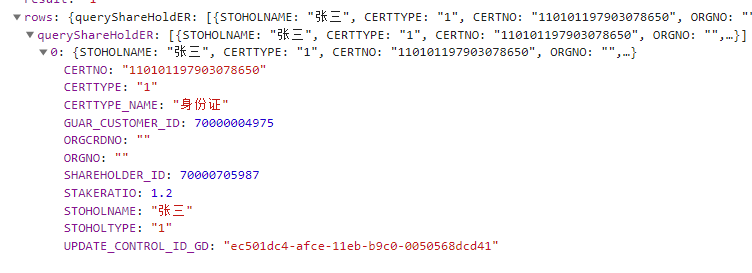 result: "1"
rows: {queryShareHoldER: [{STOHOLNAME: "张三", CERTTYPE: "1", CERTNO: "110101197903078650", ORGNO: "",…}]
queryShareHoldER: [{STOHOLNAME: "张三", CERTTYPE: "1", CERTNO: "110101197903078650", ORGNO: "",…}]
0: {STOHOLNAME: "张三", CERTTYPE: "1", CERTNO: "110101197903078650", ORGNO: "",…}
CERTNO: "110101197903078650"
CERTTYPE: "1"
CERTTYPE_NAME: "身份证"
GUAR_CUSTOMER_ID: 70000004975
ORGCRDNO: ""
ORGNO: ""
SHAREHOLDER_ID: 70000705987
STAKERATIO: 1.2
STOHOLNAME: "张三"
STOHOLTYPE: "1"
UPDATE_CONTROL_ID_GD: "ec501dc4-afce-11eb-b9c0-0050568dcd41"